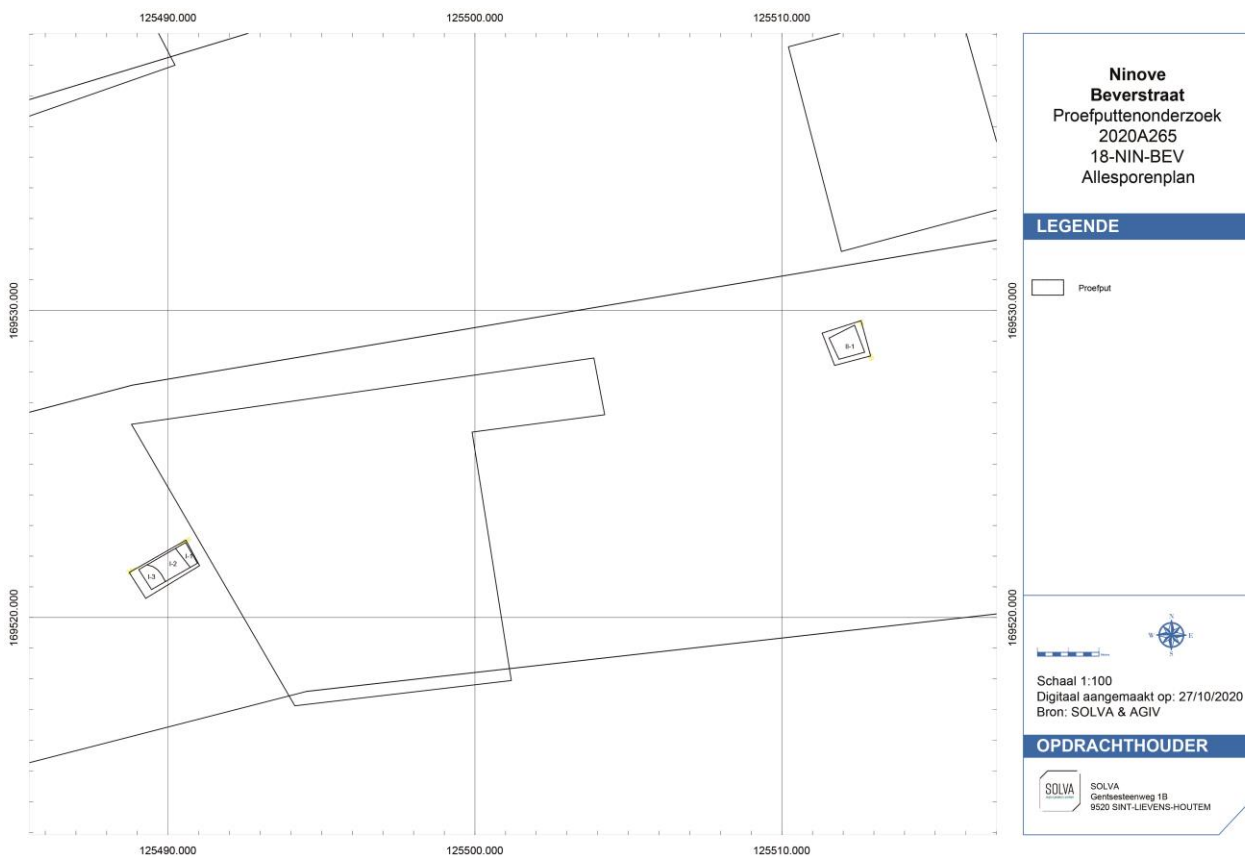 125490.000
125500.000
125510.000
169530.000
169530.000
169520.000
169520.000
II-1
I-1
I-2
I-3
125490.000
125500.000
125510.000
Ninove
Beverstraat
Proefputtenonderzoek
2020A265
18-NIN-BEV
Allesporenplan
LEGENDE
Proefput
N
W
E
S
Schaal 1:100
Digitaal aangemaakt op: 27/10/2020
Bron: SOLVA & AGIV
OPDRACHTHOUDER
SOLVA
SOLVA
Gentsesteenweg 1B
9520 SINT-LIEVENS-HOUTEM